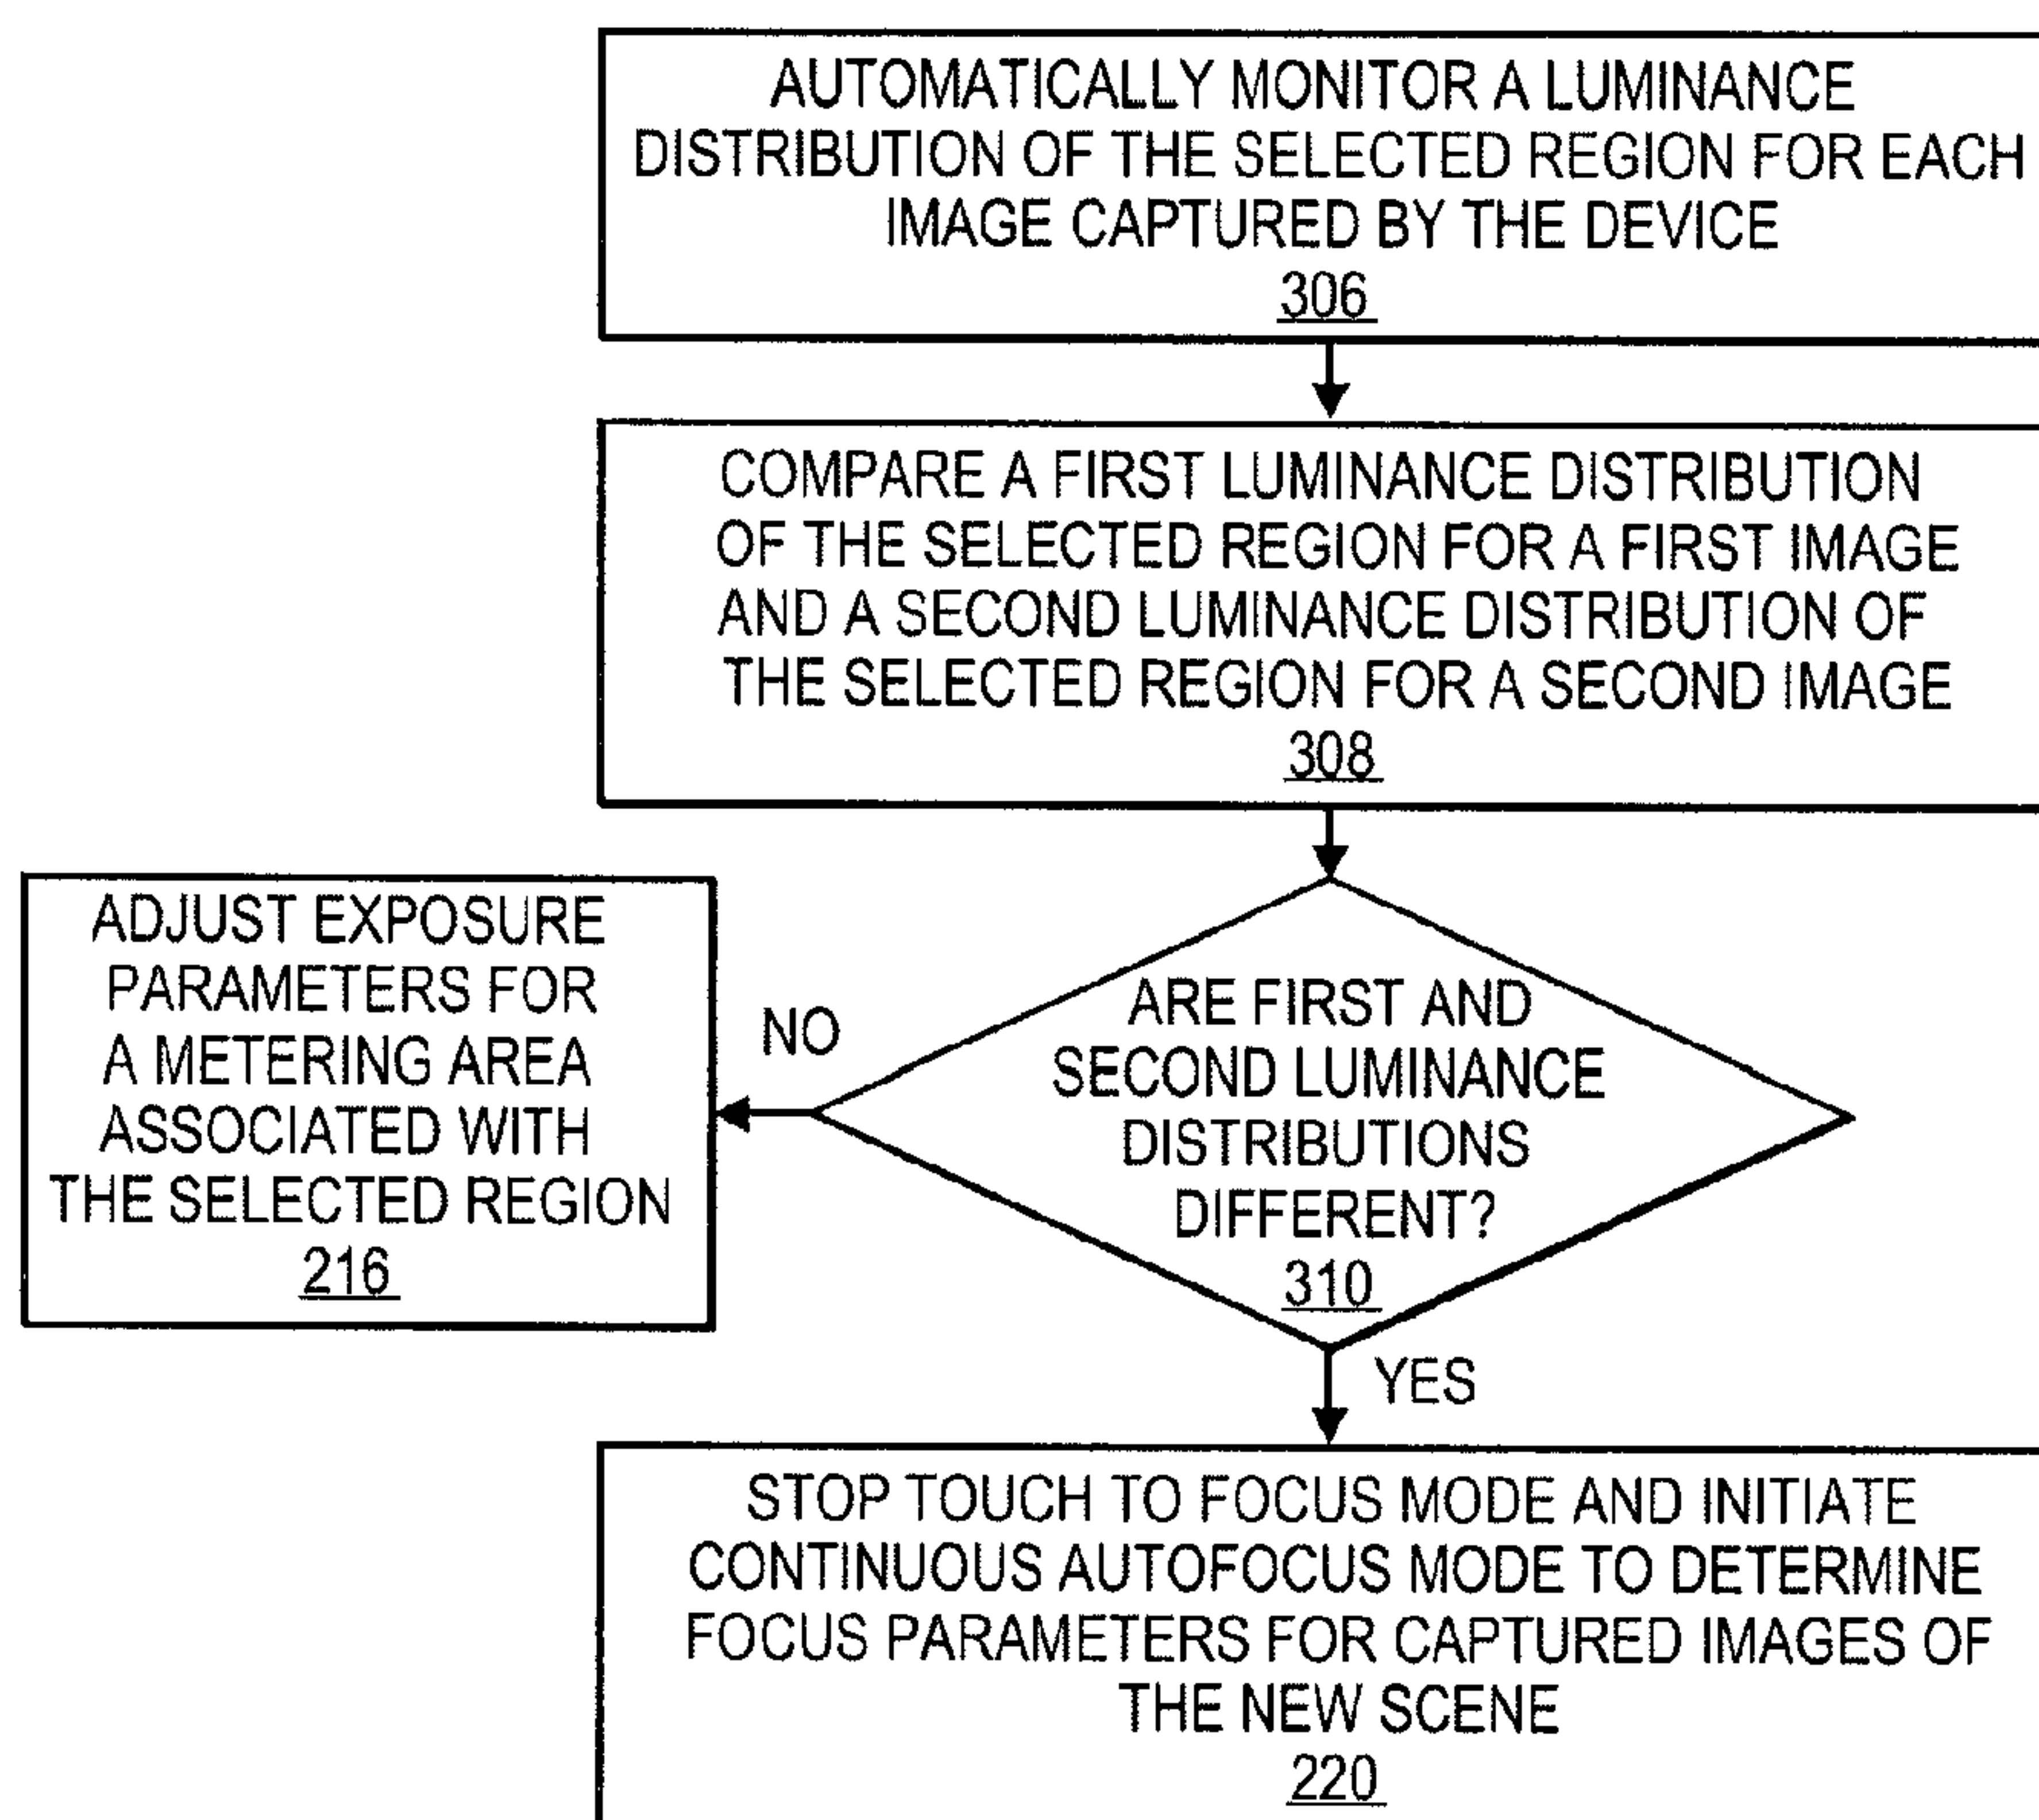 AUTOMATICALLY MONITOR A LUMINANCE
DISTRIBUTION OF THE SELECTED REGION FOR EACH
IMAGE CAPTURED BY THE DEVICE
306
COMPARE A FIRST LUMINANCE DISTRIBUTION
OF THE SELECTED REGION FOR A FIRST IMAGE
AND A SECOND LUMINANCE DISTRIBUTION OF
THE SELECTED REGION FOR A SECOND IMAGE
308
ADJUST EXPOSURE
PARAMETERS FOR
A METERING AREA
ASSOCIATED WITH
THE SELECTED REGION
216
NO
ARE FIRST AND
SECOND LUMINANCE
DISTRIBUTIONS
DIFFERENT?
310
YES
STOP TOUCH TO FOCUS MODE AND INITIATE
CONTINUOUS AUTOFOCUS MODE TO DETERMINE
FOCUS PARAMETERS FOR CAPTURED IMAGES OF
THE NEW SCENE
220